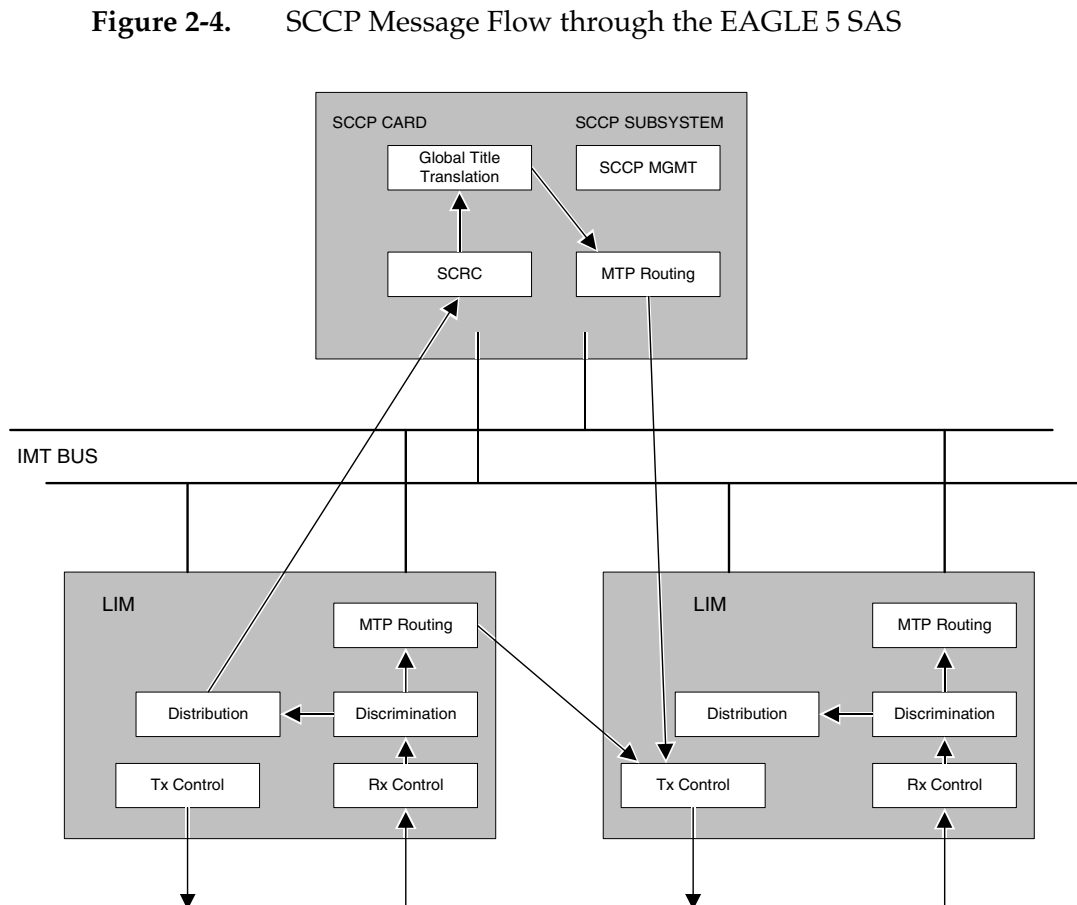 Figure 2-4. SCCP Message Flow through the EAGLE 5 SAS
SCCP CARD
SCCP SUBSYSTEM
Global Title
Translation
SCCP MGMT
SCRC
MTP Routing
IMT BUS
LIM
MTP Routing
Distribution
Discrimination
Tx Control
Rx Control
LIM
MTP Routing
Distribution
Discrimination
Tx Control
Rx Control